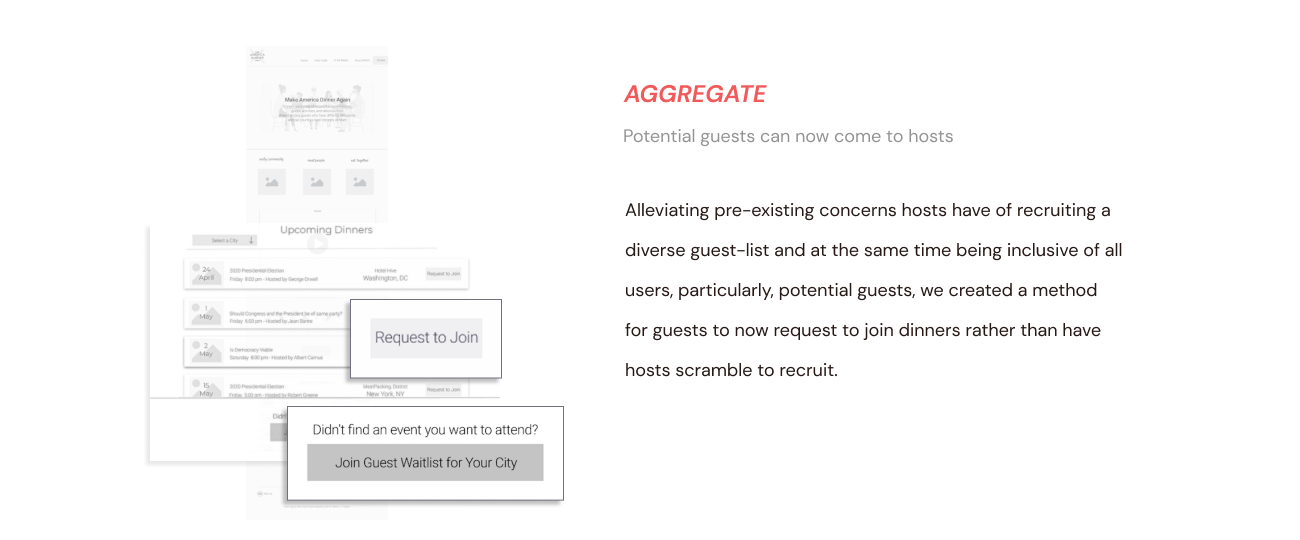 Make America Dinner Again
Upcoming Dinners
Select a City
24
April
2020 Presidential Election
Friday 8:00 pm - Hosted by George Orwell
Hotel Hive
Washington, DC
Request to Join
1
May
Should Congress and the President be of same party?
Friday 8:00 pm - Hosted by Jean Sartre
2
May
Is Democracy Viable
Saturday 8:00 pm - Hosted by Albert Camus
15
May
2020 Presidential Election
Friday 8:00 pm - Hosted by Robert Greene
MeatPacking District
New York, NY
Request to Join
Request to Join
Didn't find an event you want to attend?
Join Guest Waitlist for Your City
AGGREGATE
Potential guests can now come to hosts
Alleviating pre-existing concerns hosts have of recruiting a
diverse guest-list and at the same time being inclusive of all
users, particularly, potential guests, we created a method
for guests to now request to join dinners rather than have
hosts scramble to recruit.